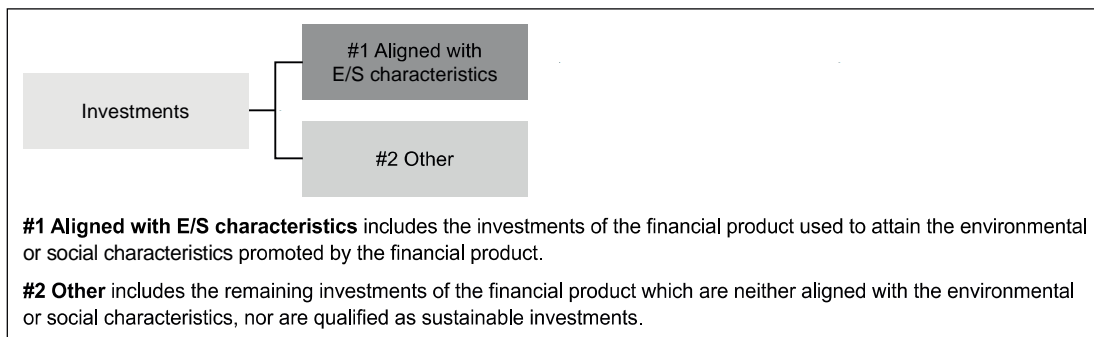 #1 Aligned with
E/S characteristics
Investments
#2 Other
#1 Aligned with E/S characteristics includes the investments of the financial product used to attain the environmental
or social characteristics promoted by the financial product.
#2 Other includes the remaining investments of the financial product which are neither aligned with the environmental
or social characteristics, nor are qualified as sustainable investments.